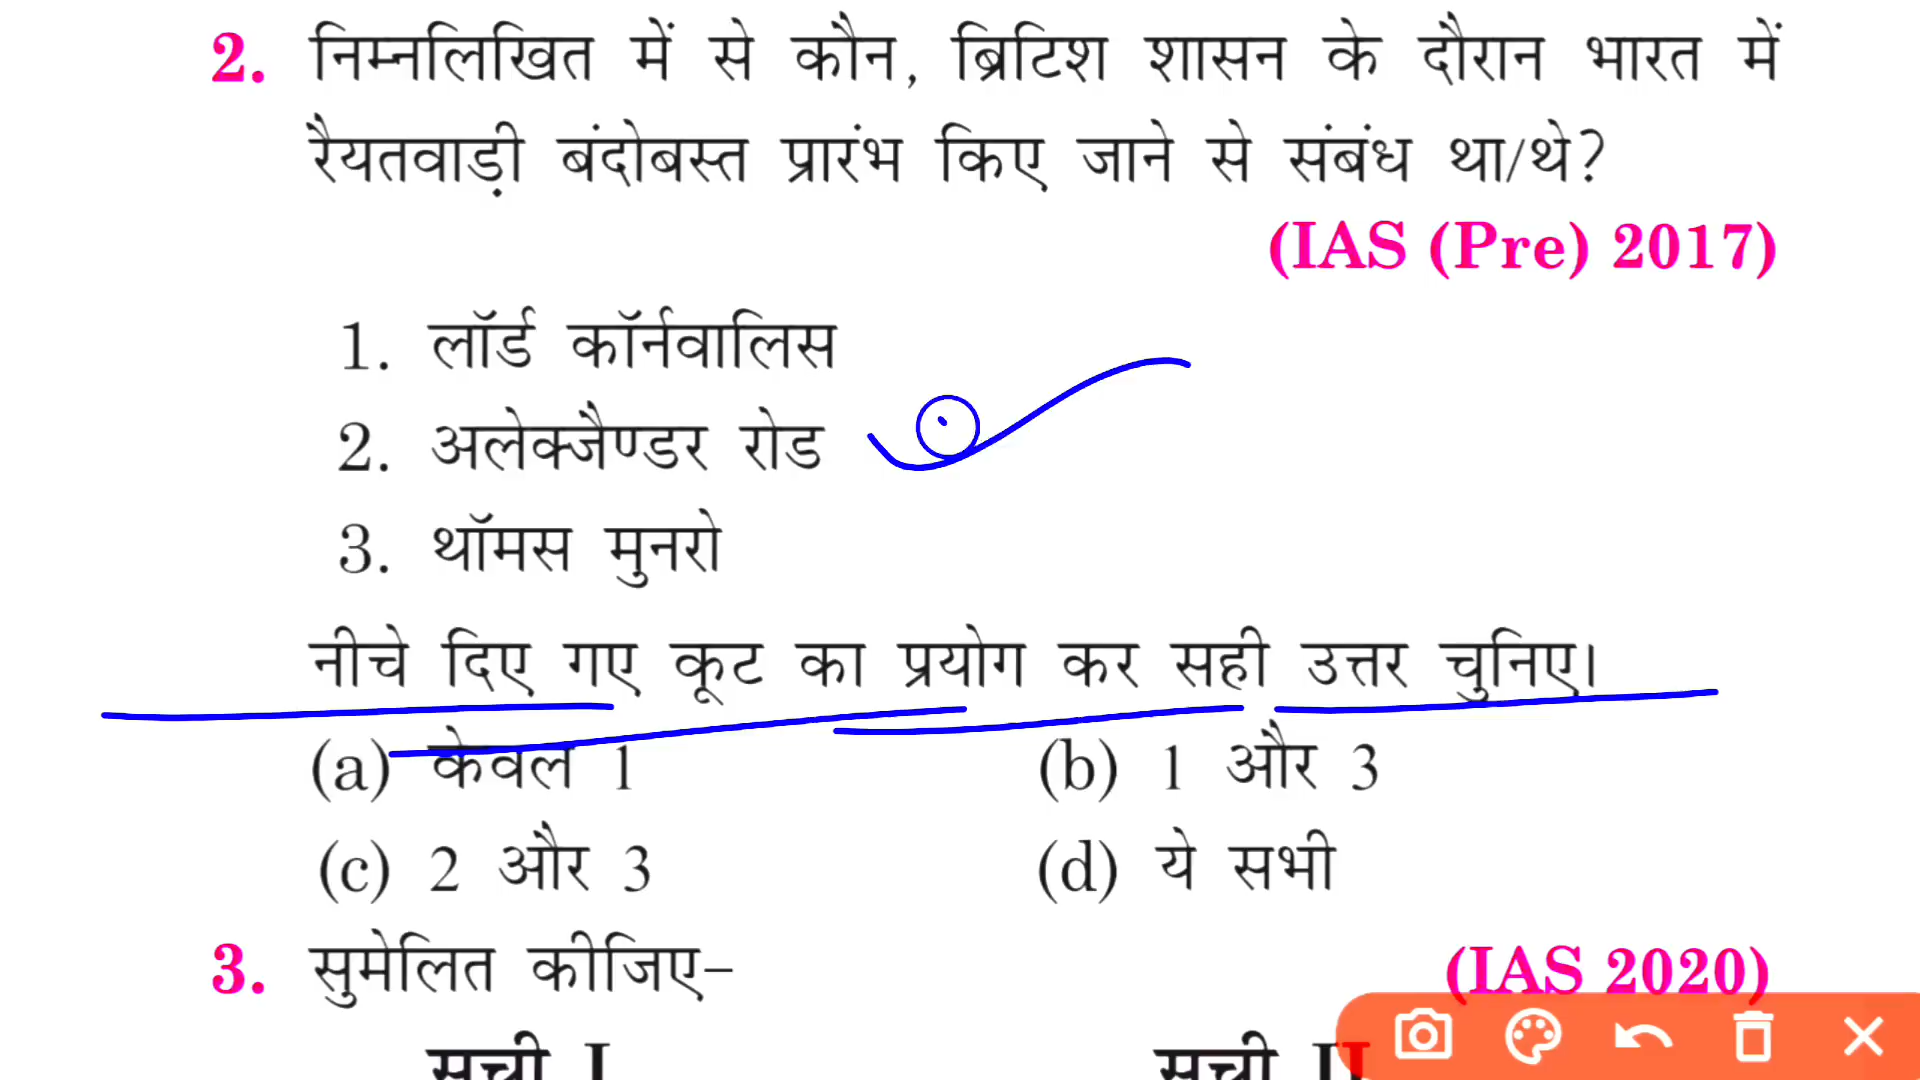 2. निम्नलिखित में से कौन, ब्रिटिश शासन के दौरान भारत में
रैयतवाड़ी बंदोबस्त प्रारंभ किए जाने से संबंध था/थे?
(IAS (Pre) 2017)
1. लॉर्ड कॉर्नवालिस
2. अलेक्जैण्डर रोड
3. थॉमस मुनरो
नीचे दिए गए कूट का प्रयोग कर सही उत्तर चुनिए।
(a) केवल 1 (b) 1 और 3
(c) 2 और 3 (d) ये सभी
3. सुमेलित कीजिए– (IAS 2020)
सूची I सूची II